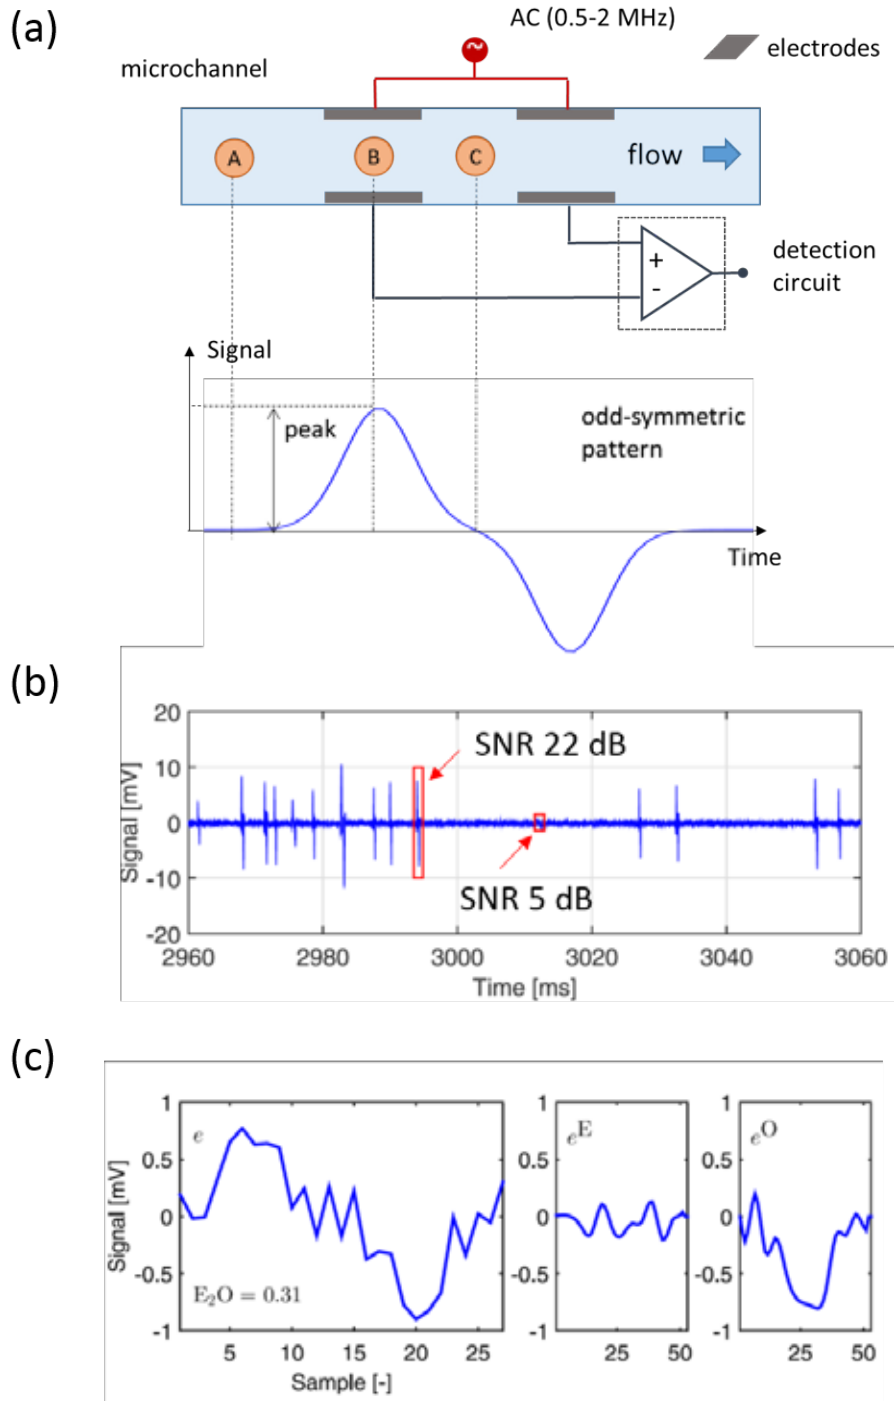 (a)
AC (0.5-2 MHz)
electrodes
microchannel
~
A
B
C
flow
+
-
detection
circuit
Signal
peak
odd-symmetric
pattern
Time
(b)
20
10
0
-10
-20
Signal [mV]
SNR 22 dB
SNR 5 dB
2960 2980 3000 3020 3040 3060
Time [ms]
(c)
1
0.5
0
-0.5
-1
Signal [mV]
e
E₂O = 0.31
5 10 15 20 25
Sample [-]
1
0.5
0
-0.5
-1
eᴱ
25 50
1
0.5
0
-0.5
-1
eᴼ
25 50